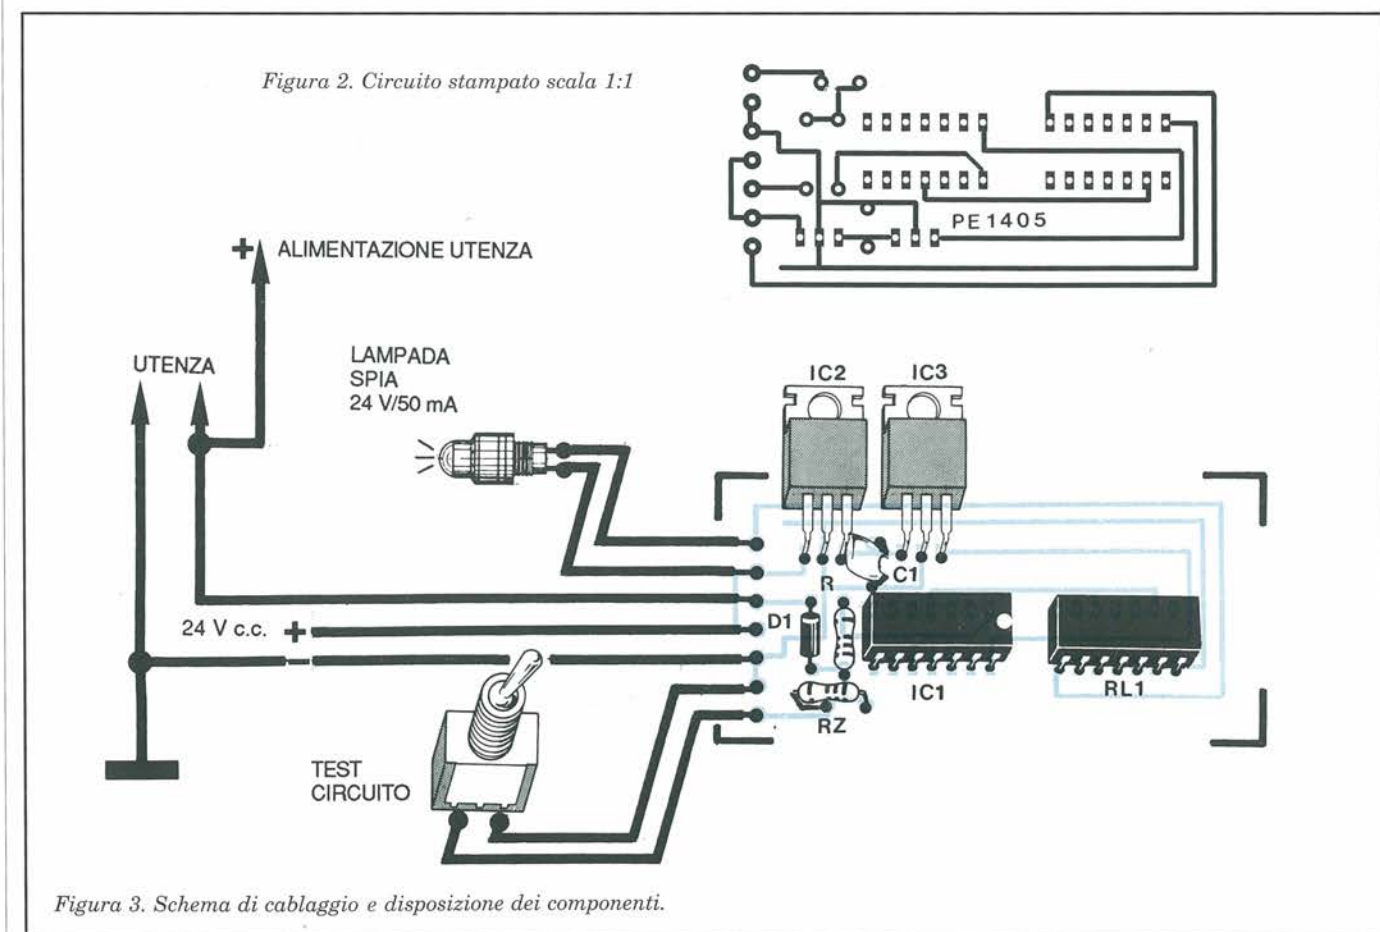 Figura 2. Circuito stampato scala 1:1
PE1405
+ ALIMENTAZIONE UTENZA
UTENZA
LAMPADA
SPIA
24 V/50 mA
IC2
IC3
R
C1
D1
24 V c.c. +
−
IC1
RL1
RZ
TEST
CIRCUITO
Figura 3. Schema di cablaggio e disposizione dei componenti.